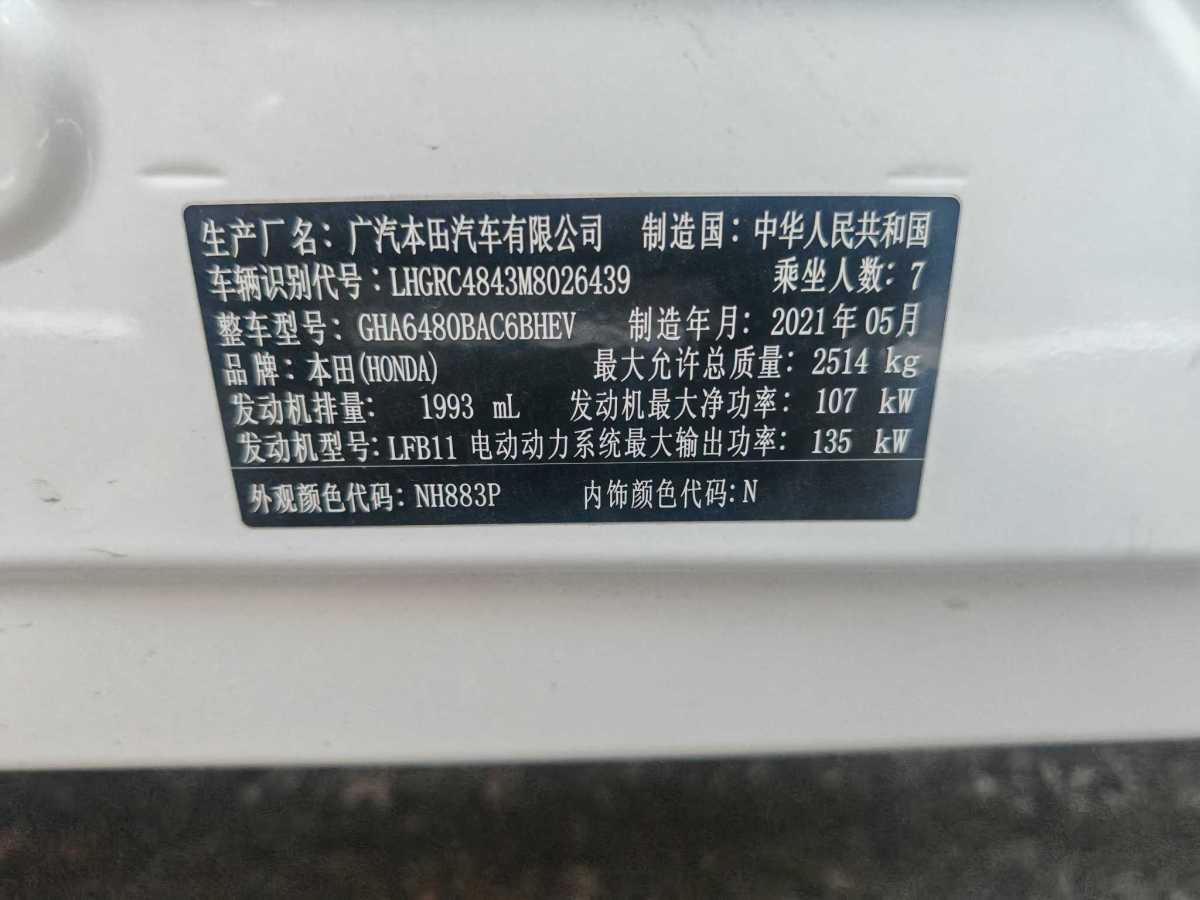 生产厂名：广汽本田汽车有限公司 制造国：中华人民共和国
车辆识别代号：LHGRC4843M8026439 乘坐人数：7
整车型号：GHA6480BAC6BHEV 制造年月：2021年05月
品牌：本田(HONDA) 最大允许总质量：2514 kg
发动机排量： 1993 mL 发动机最大净功率：107 kW
发动机型号：LFB11 电动动力系统最大输出功率：135 kW
外观颜色代码：NH883P 内饰颜色代码：N